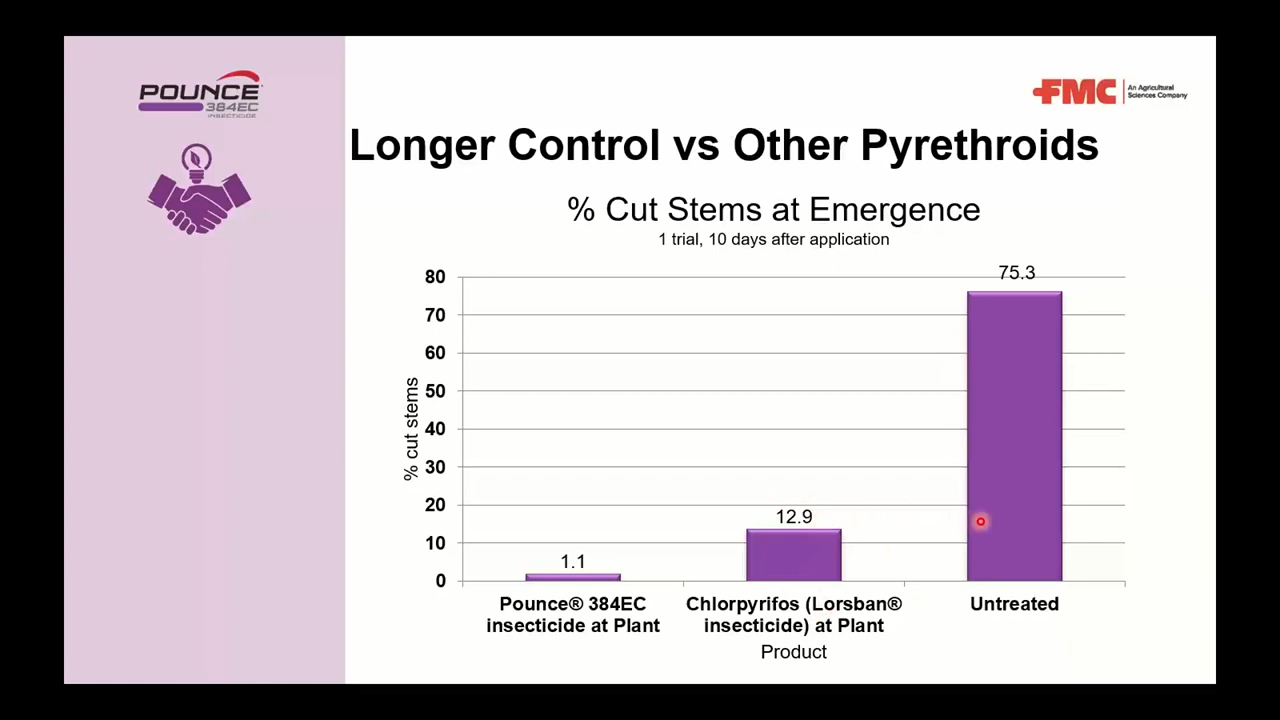 POUNCE
384EC
INSECTICIDE
FMC
An Agricultural
Sciences Company
Longer Control vs Other Pyrethroids
% Cut Stems at Emergence
1 trial, 10 days after application
% cut stems
80
70
60
50
40
30
20
10
0
1.1
12.9
75.3
Pounce® 384EC
insecticide at Plant
Chlorpyrifos (Lorsban®
insecticide) at Plant
Untreated
Product